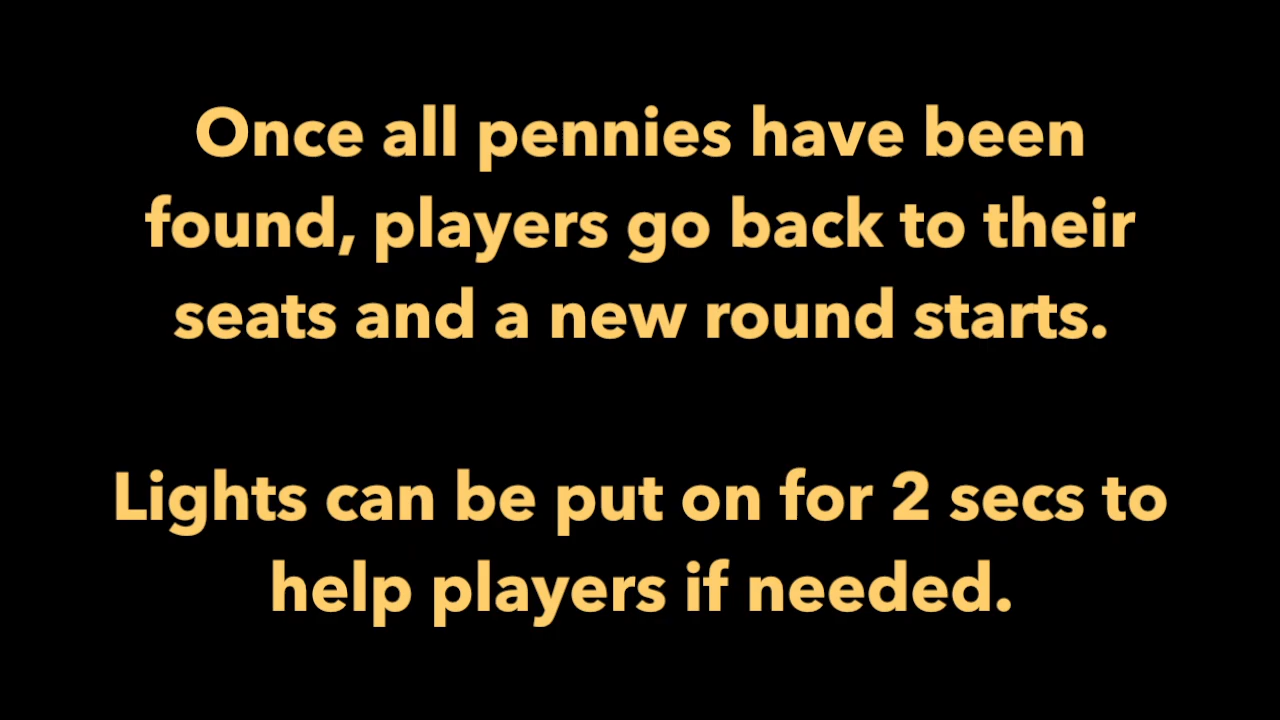 Once all pennies have been
found, players go back to their
seats and a new round starts.
Lights can be put on for 2 secs to
help players if needed.